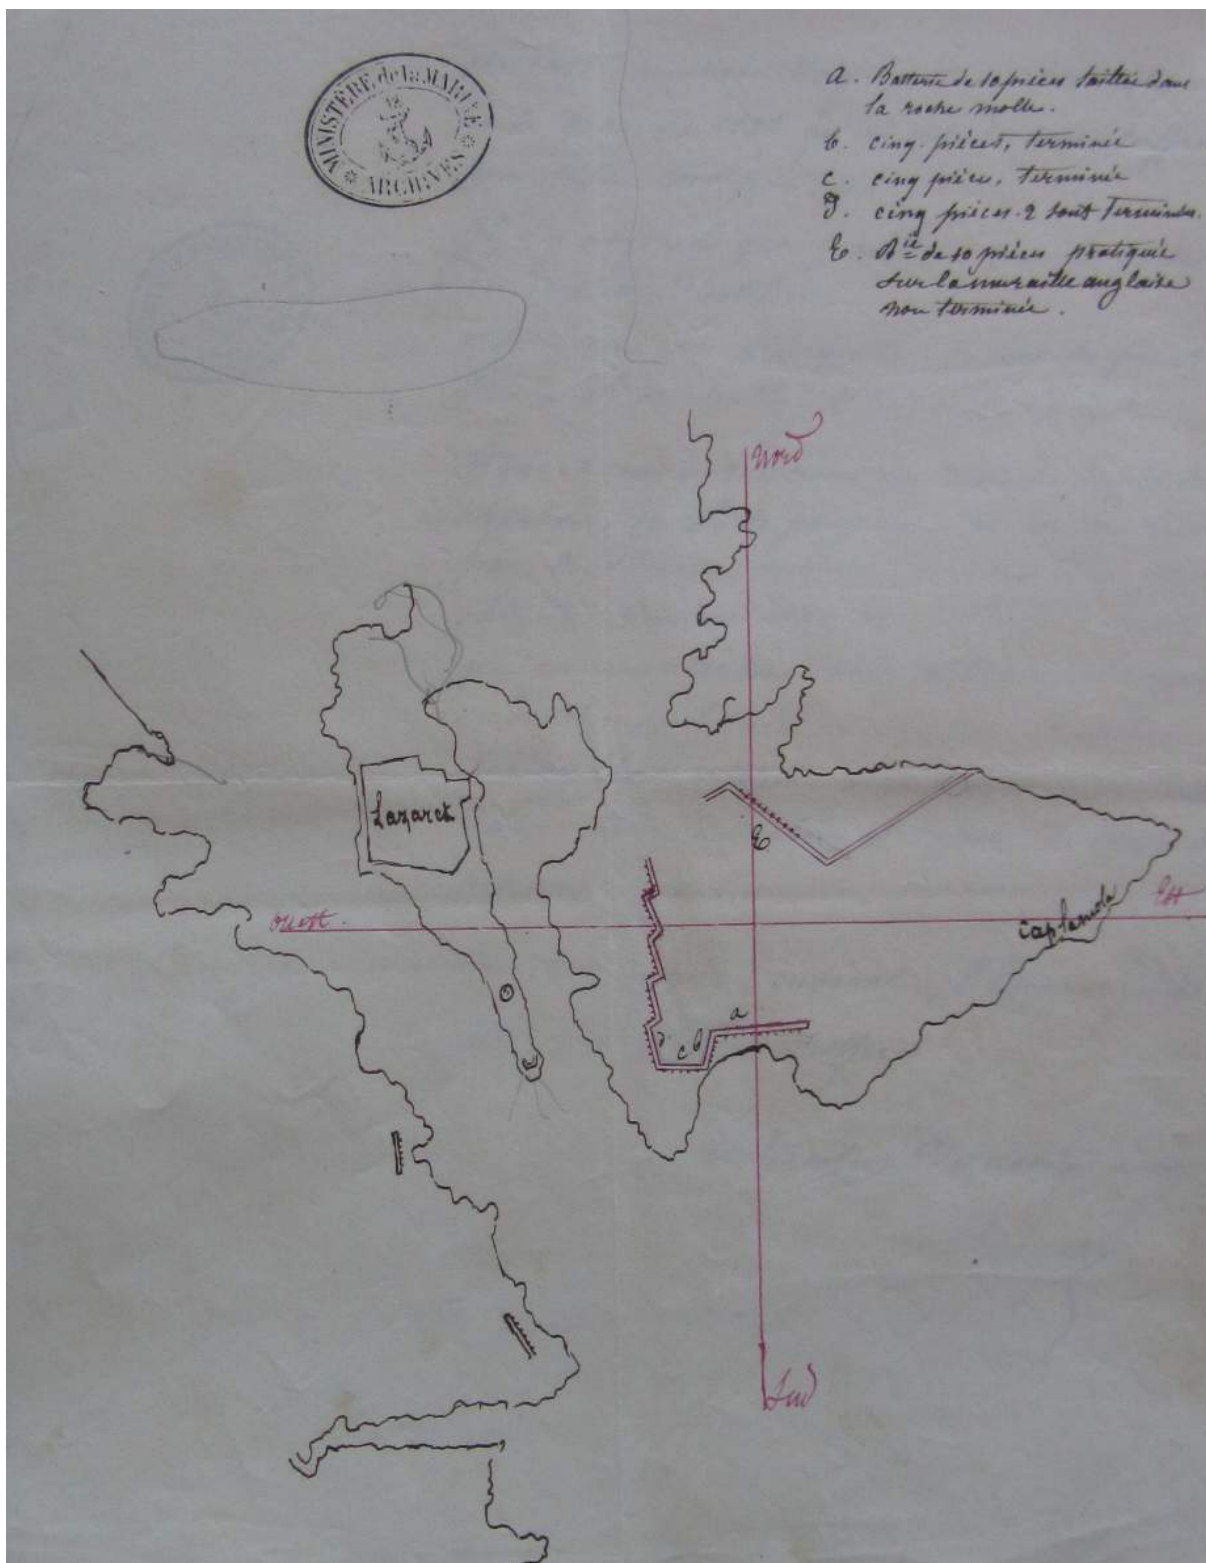 MINISTÈRE de la MARINE
ARCHIVES
a. Batterie de 10 pièces taillée dans
la roche molle.
b. cinq pièces, terminée
c. cinq pièces, terminée
d. cinq pièces. 2 sont terminées.
E. Bie de 10 pièces pratiquée
sur la muraille anglaise
non terminée.
Nord
Lazaret
E
Ouest.
Est
cap lamola
a
d c b
Sud